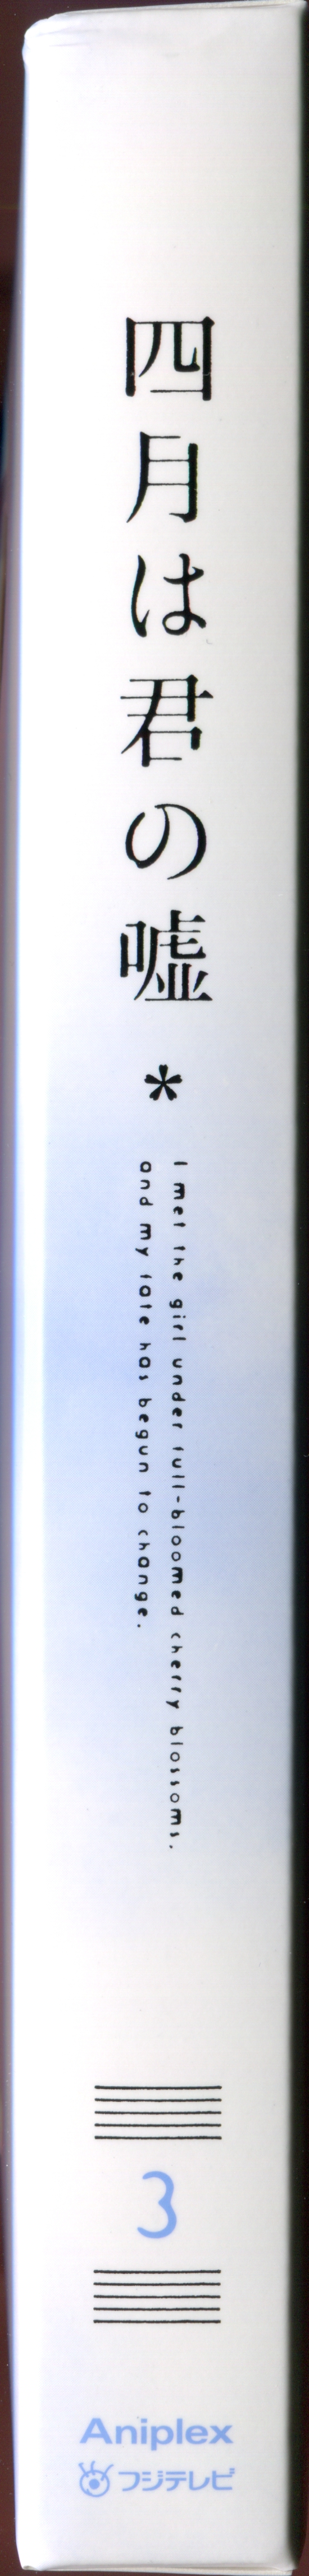 四月は君の嘘
*
I met the girl under full-bloomed cherry blossoms,
and my fate has begun to change.
3
Aniplex
フジテレビ